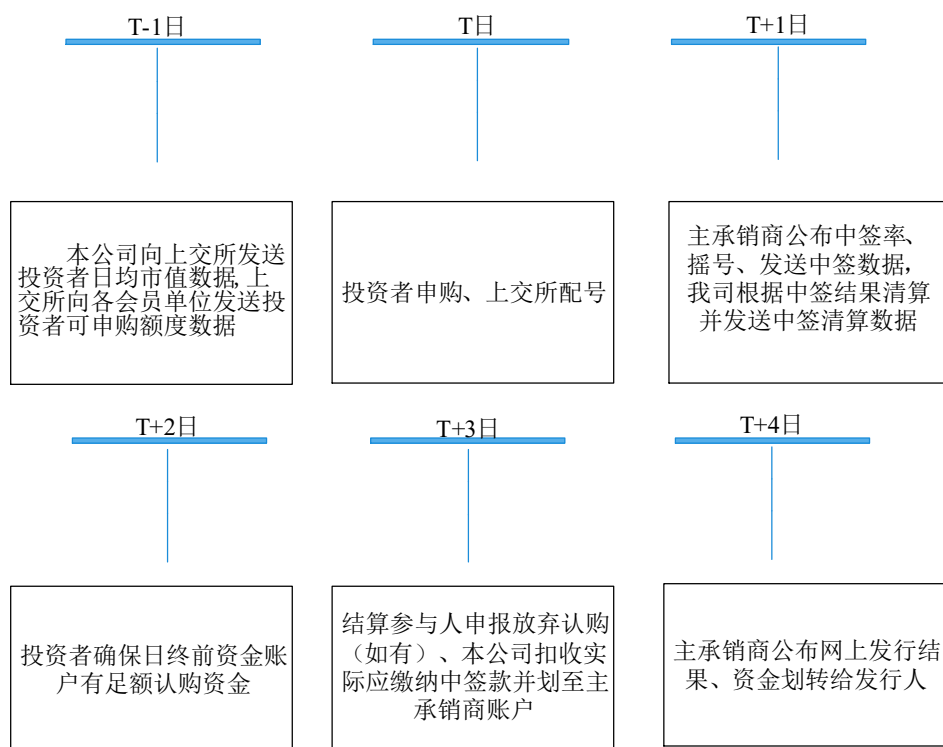 T-1日
T日
T+1日
本公司向上交所发送
投资者日均市值数据,上
交所向各会员单位发送投
资者可申购额度数据
投资者申购、上交所配号
主承销商公布中签率、
摇号、发送中签数据,
我司根据中签结果清算
并发送中签清算数据
T+2日
T+3日
T+4日
投资者确保日终前资金账
户有足额认购资金
结算参与人申报放弃认购
（如有）、本公司扣收实
际应缴纳中签款并划至主
承销商账户
主承销商公布网上发行结
果、资金划转给发行人